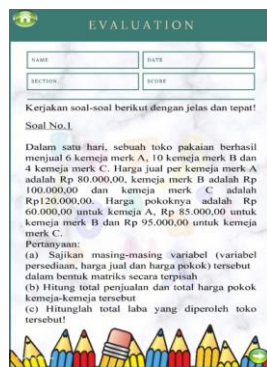 EVALUATION
NAME
DATE
SECTION
SCORE
Kerjakan soal-soal berikut dengan jelas dan tepat!
Soal No.1
Dalam satu hari, sebuah toko pakaian berhasil
menjual 6 kemeja merk A, 10 kemeja merk B dan
4 kemeja merk C. Harga jual per kemeja merk A
adalah Rp 80.000,00, kemeja merk B adalah Rp
100.000,00 dan kemeja merk C adalah
Rp120.000,00. Harga pokoknya adalah Rp
60.000,00 untuk kemeja A, Rp 85.000,00 untuk
kemeja merk B dan Rp 95.000,00 untuk kemeja
merk C.
Pertanyaan:
(a) Sajikan masing-masing variabel (variabel
persediaan, harga jual dan harga pokok) tersebut
dalam bentuk matriks secara terpisah
(b) Hitung total penjualan dan total harga pokok
kemeja-kemeja tersebut
(c) Hitunglah total laba yang diperoleh toko
tersebut!